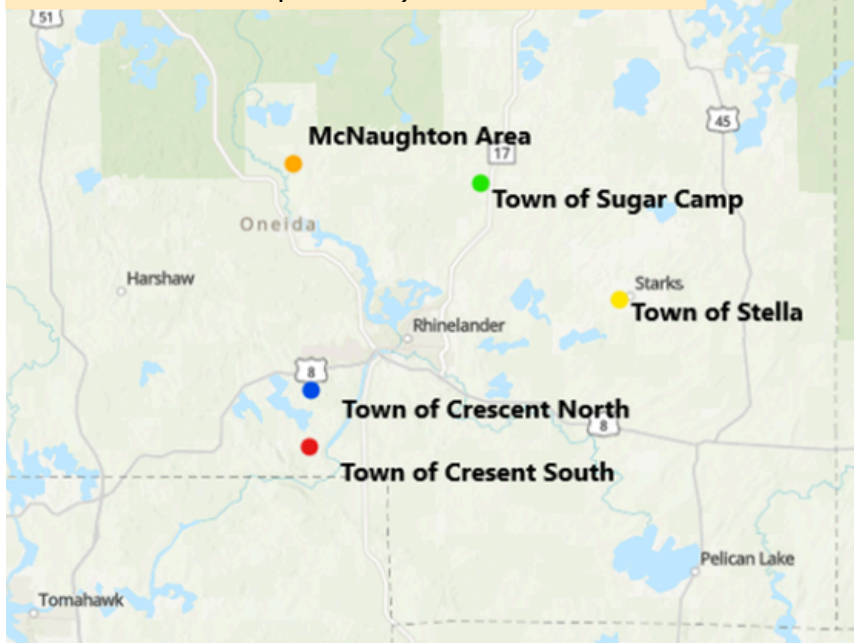 51
McNaughton Area
45
17
Town of Sugar Camp
Oneida
Harshaw
Starks
Town of Stella
Rhinelander
8
Town of Crescent North
8
Town of Cresent South
Pelican Lake
Tomahawk